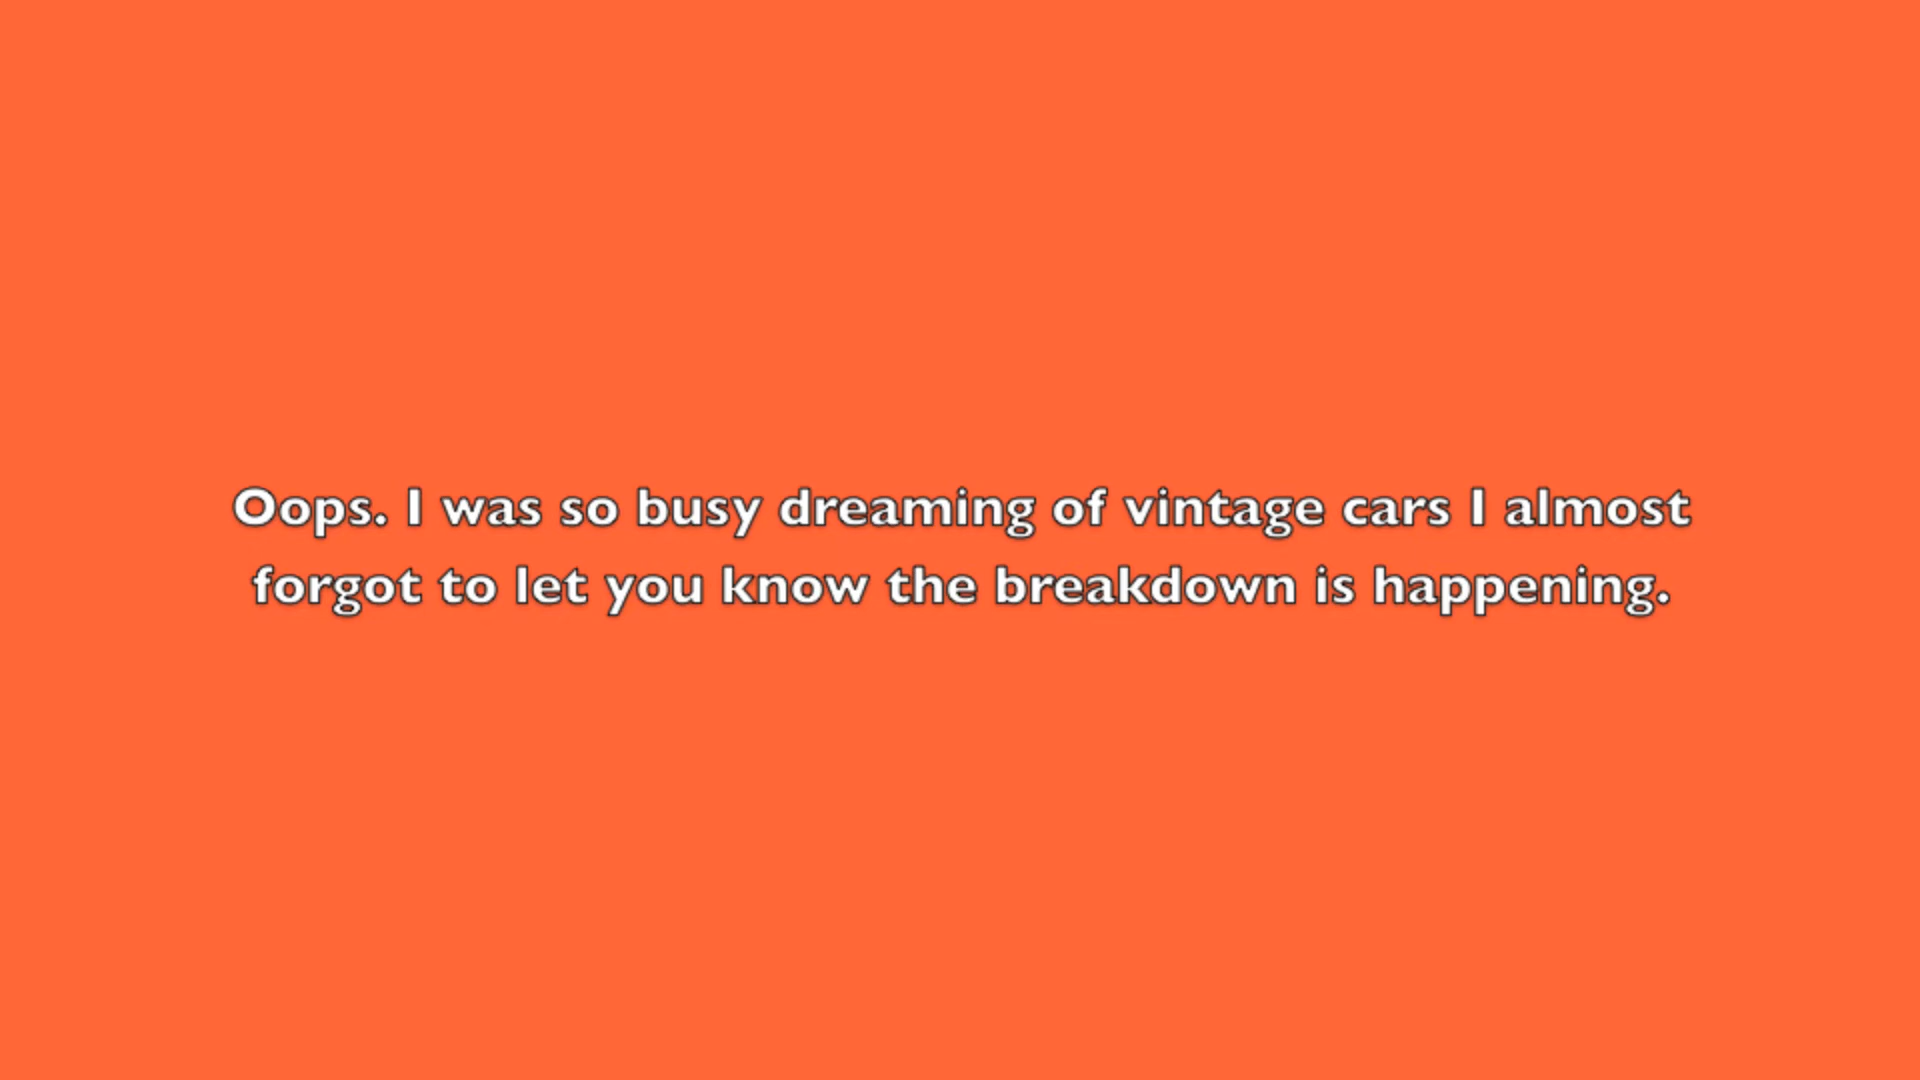 Oops. I was so busy dreaming of vintage cars I almost
forgot to let you know the breakdown is happening.